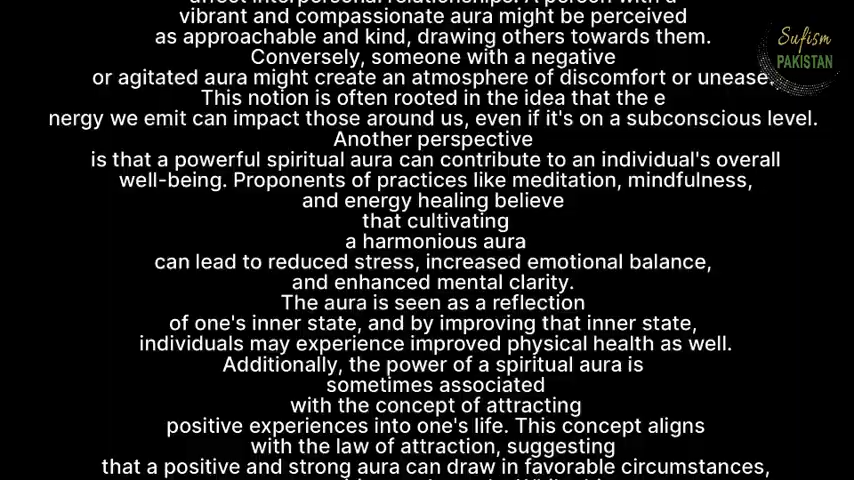 affect interpersonal relationships. A person with a
vibrant and compassionate aura might be perceived
as approachable and kind, drawing others towards them.
Conversely, someone with a negative
or agitated aura might create an atmosphere of discomfort or unease.
This notion is often rooted in the idea that the e
nergy we emit can impact those around us, even if it's on a subconscious level.
Another perspective
is that a powerful spiritual aura can contribute to an individual's overall
well-being. Proponents of practices like meditation, mindfulness,
and energy healing believe
that cultivating
a harmonious aura
can lead to reduced stress, increased emotional balance,
and enhanced mental clarity.
The aura is seen as a reflection
of one's inner state, and by improving that inner state,
individuals may experience improved physical health as well.
Additionally, the power of a spiritual aura is
sometimes associated
with the concept of attracting
positive experiences into one's life. This concept aligns
with the law of attraction, suggesting
that a positive and strong aura can draw in favorable circumstances,
Sufism
PAKISTAN